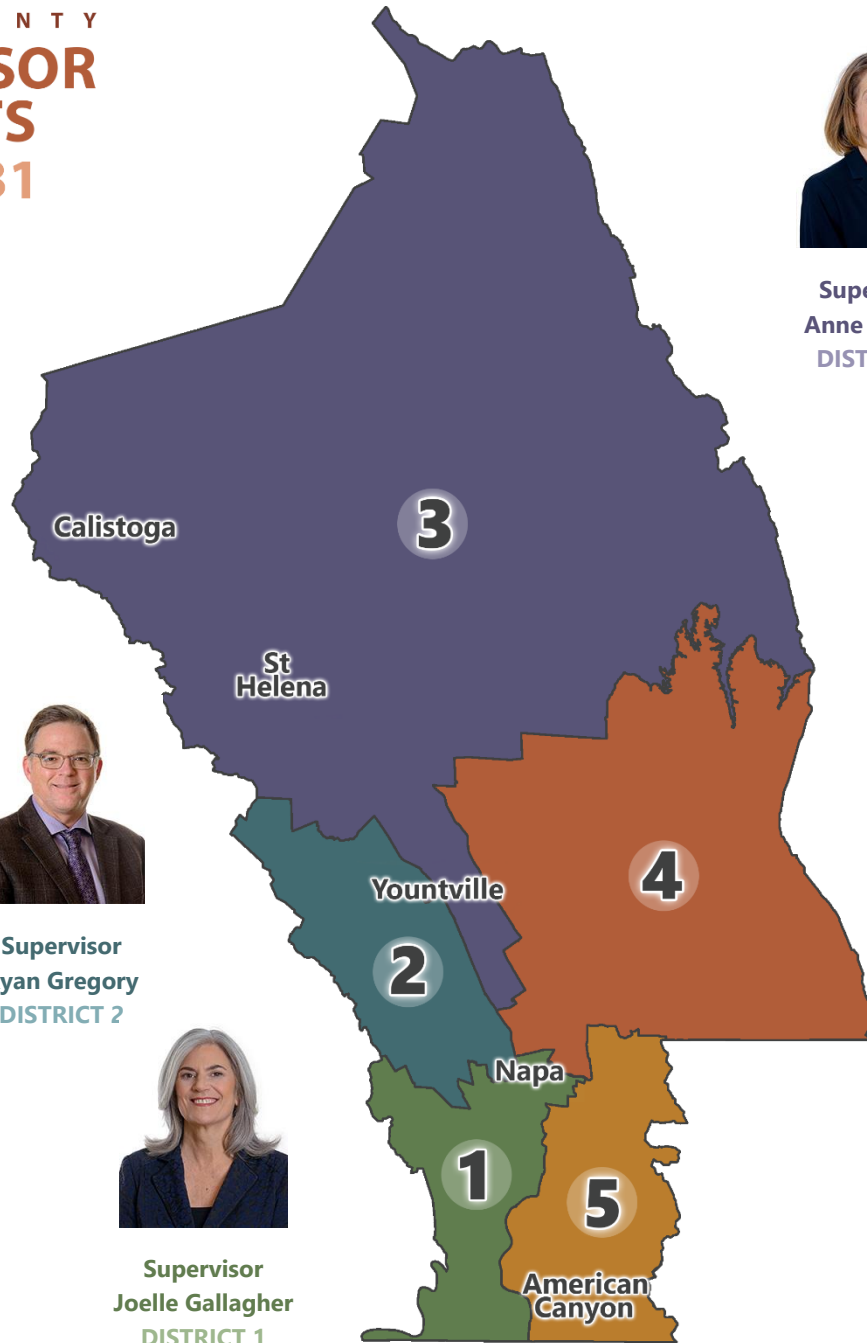 N T Y
SOR
TS
31
Supe
Anne
DIST
3
Calistoga
St
Helena
4
Yountville
2
Supervisor
yan Gregory
DISTRICT 2
Napa
1
5
American
Canyon
Supervisor
Joelle Gallagher
DISTRICT 1